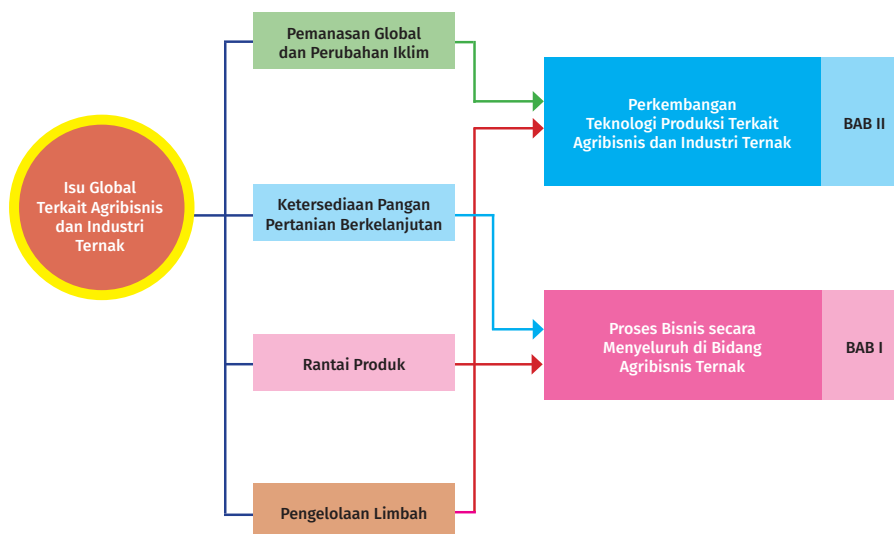 Isu Global
Terkait Agribisnis
dan Industri
Ternak
Pemanasan Global
dan Perubahan Iklim
Ketersediaan Pangan
Pertanian Berkelanjutan
Rantai Produk
Pengelolaan Limbah
Perkembangan
Teknologi Produksi Terkait
Agribisnis dan Industri Ternak
BAB II
Proses Bisnis secara
Menyeluruh di Bidang
Agribisnis Ternak
BAB I